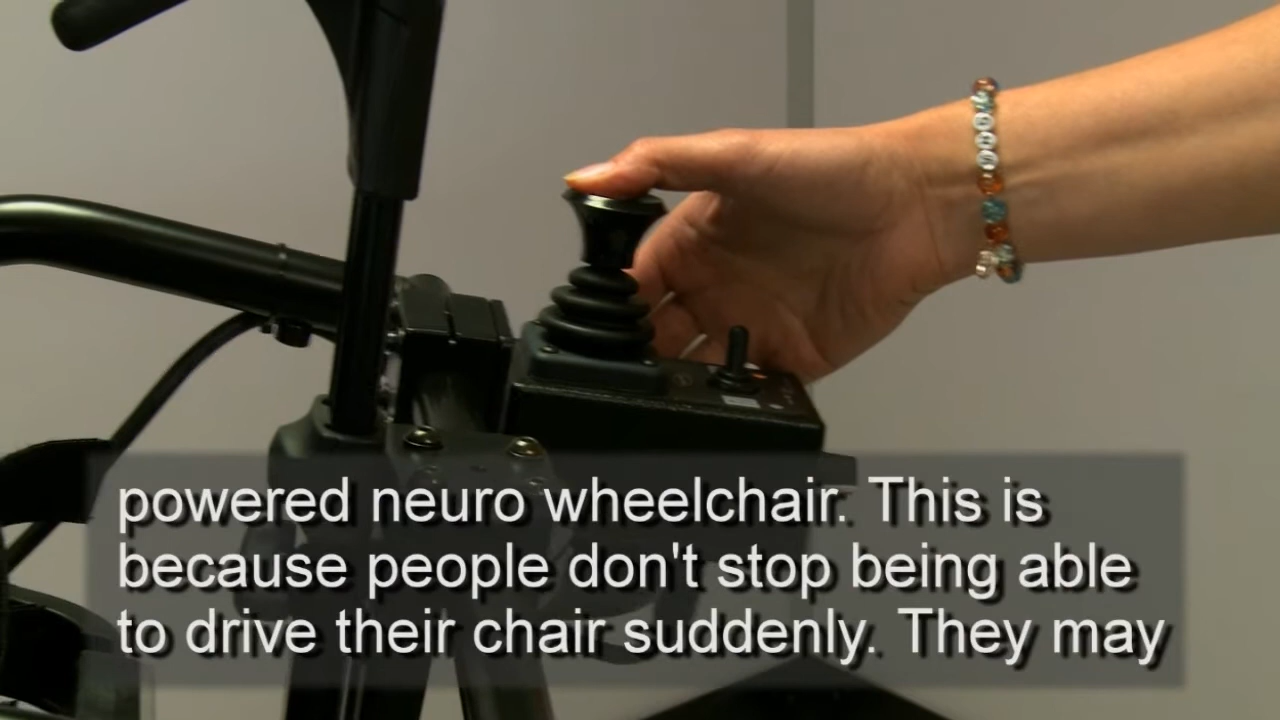 powered neuro wheelchair. This is
because people don't stop being able
to drive their chair suddenly. They may